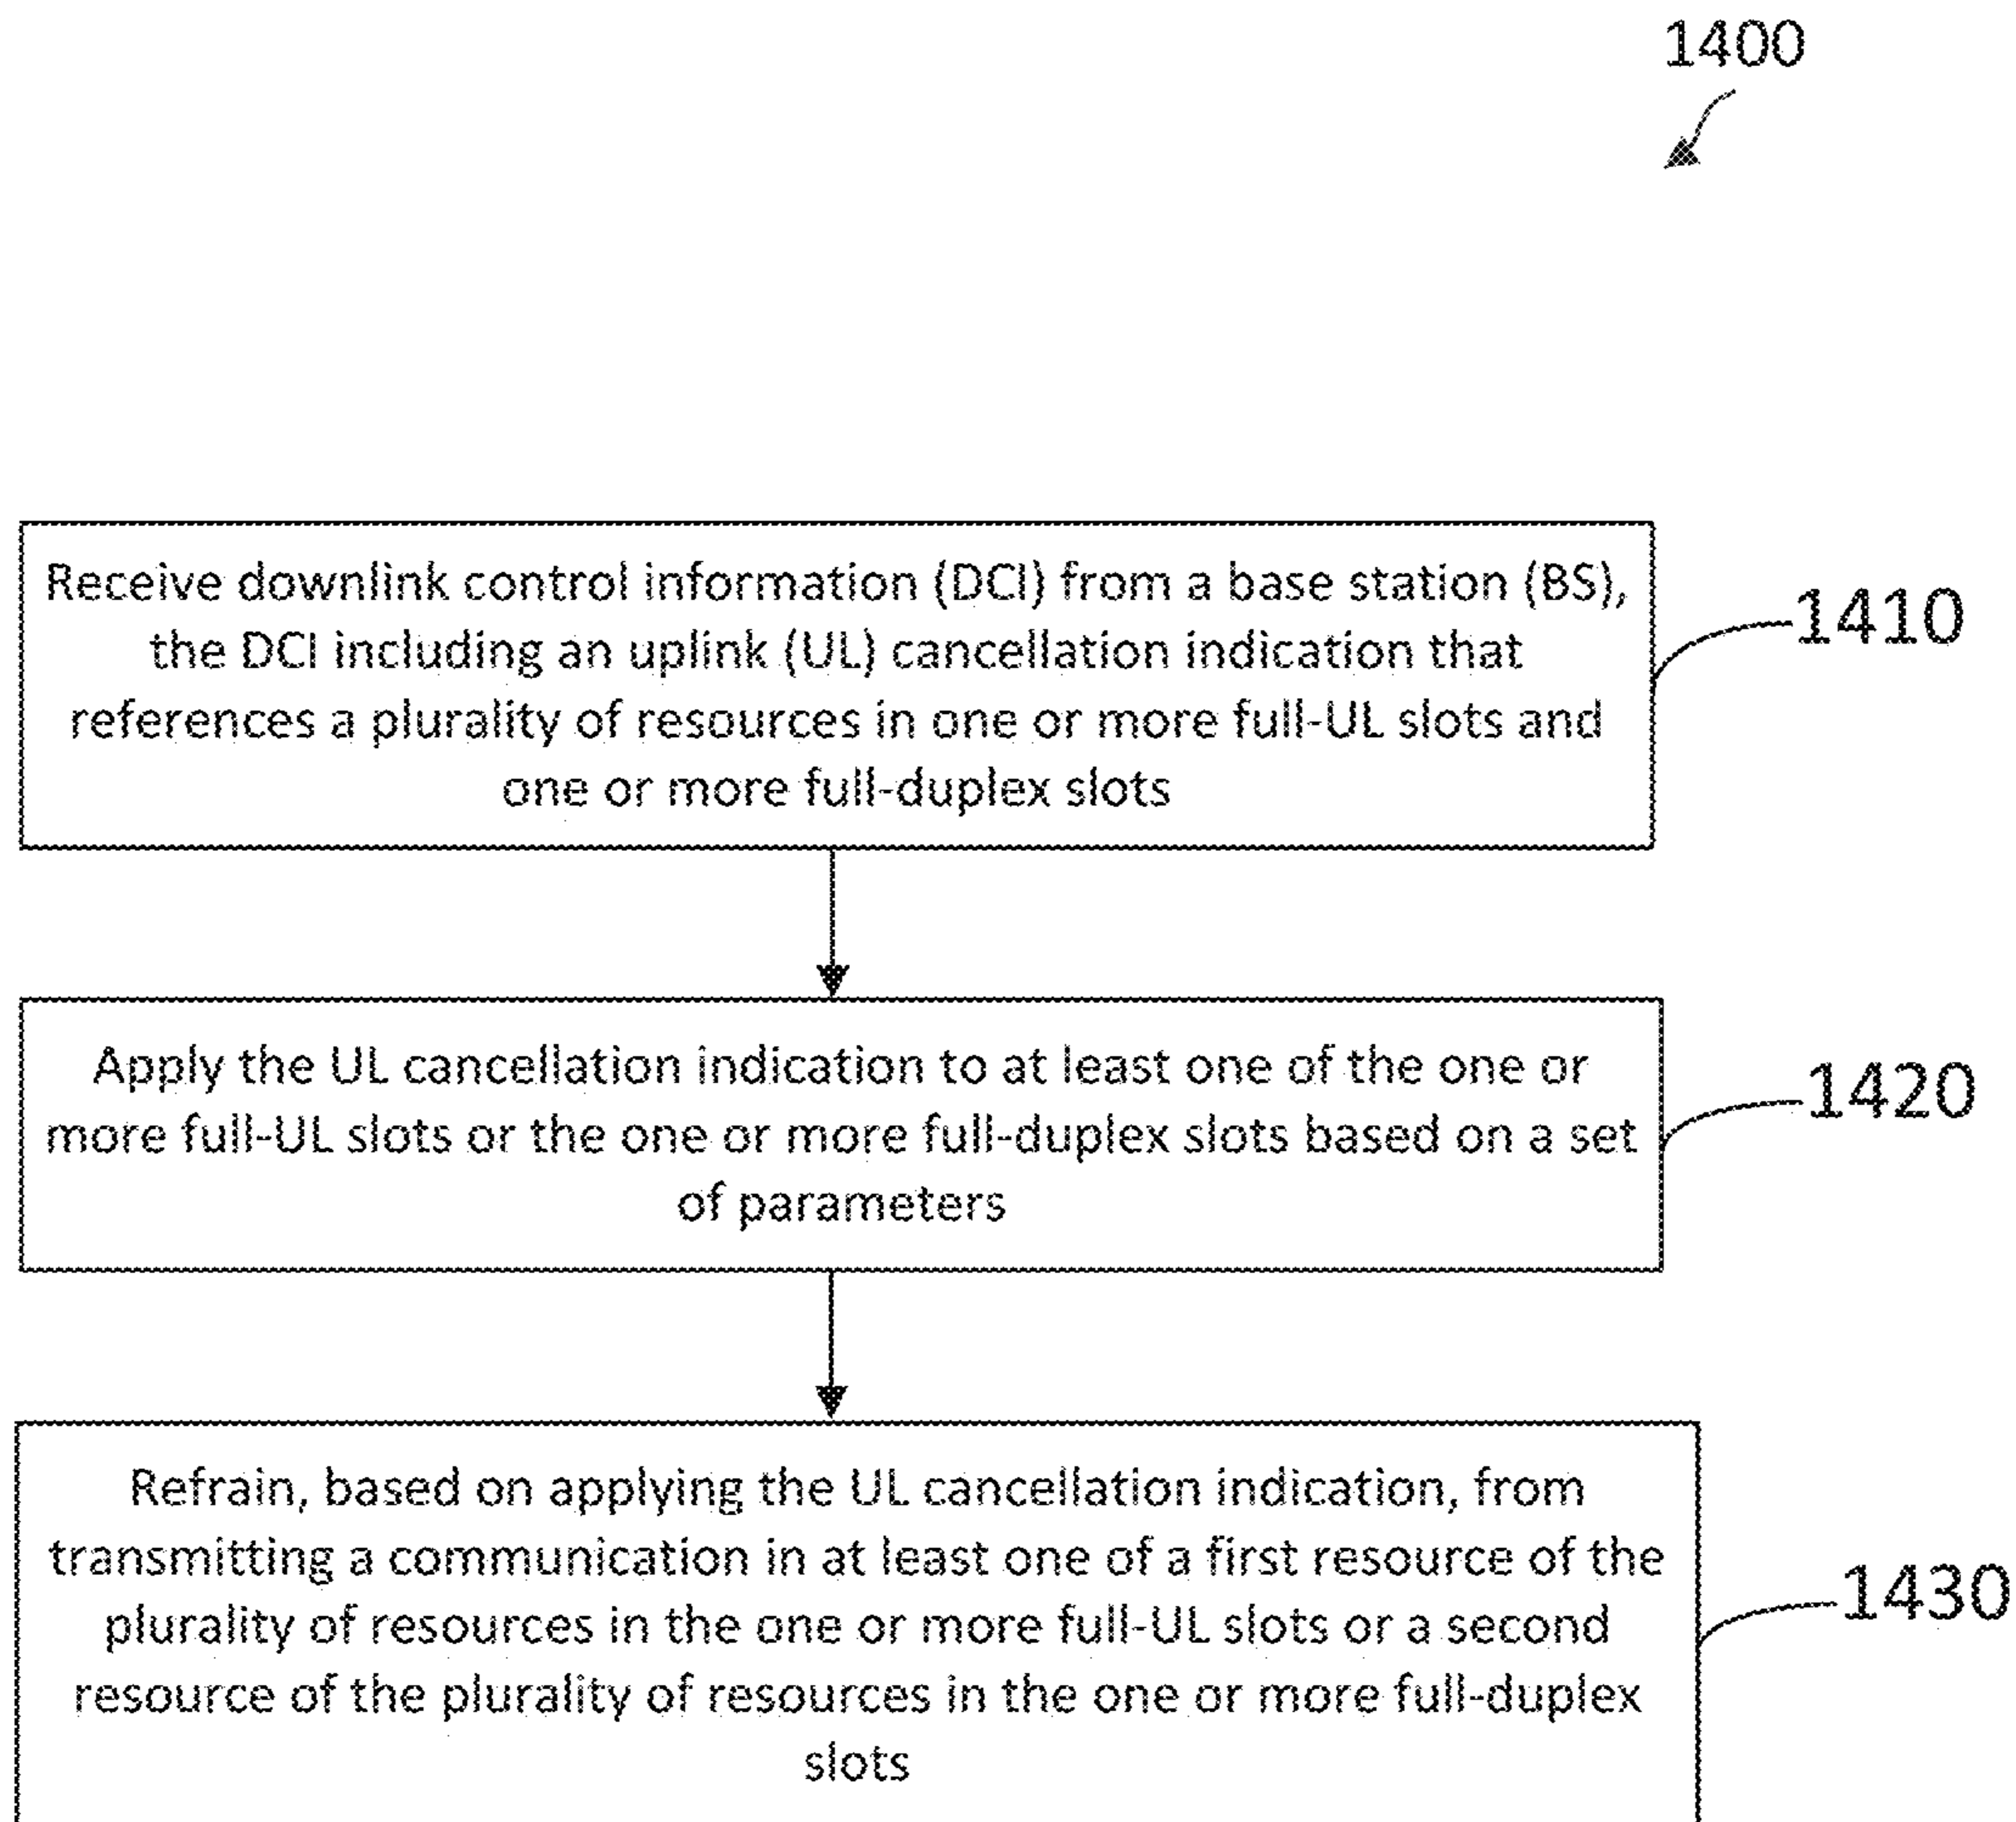 1400
Receive downlink control information (DCI) from a base station (BS),
the DCI including an uplink (UL) cancellation indication that
references a plurality of resources in one or more full-UL slots and
one or more full-duplex slots
1410
Apply the UL cancellation indication to at least one of the one or
more full-UL slots or the one or more full-duplex slots based on a set
of parameters
1420
Refrain, based on applying the UL cancellation indication, from
transmitting a communication in at least one of a first resource of the
plurality of resources in the one or more full-UL slots or a second
resource of the plurality of resources in the one or more full-duplex
slots
1430